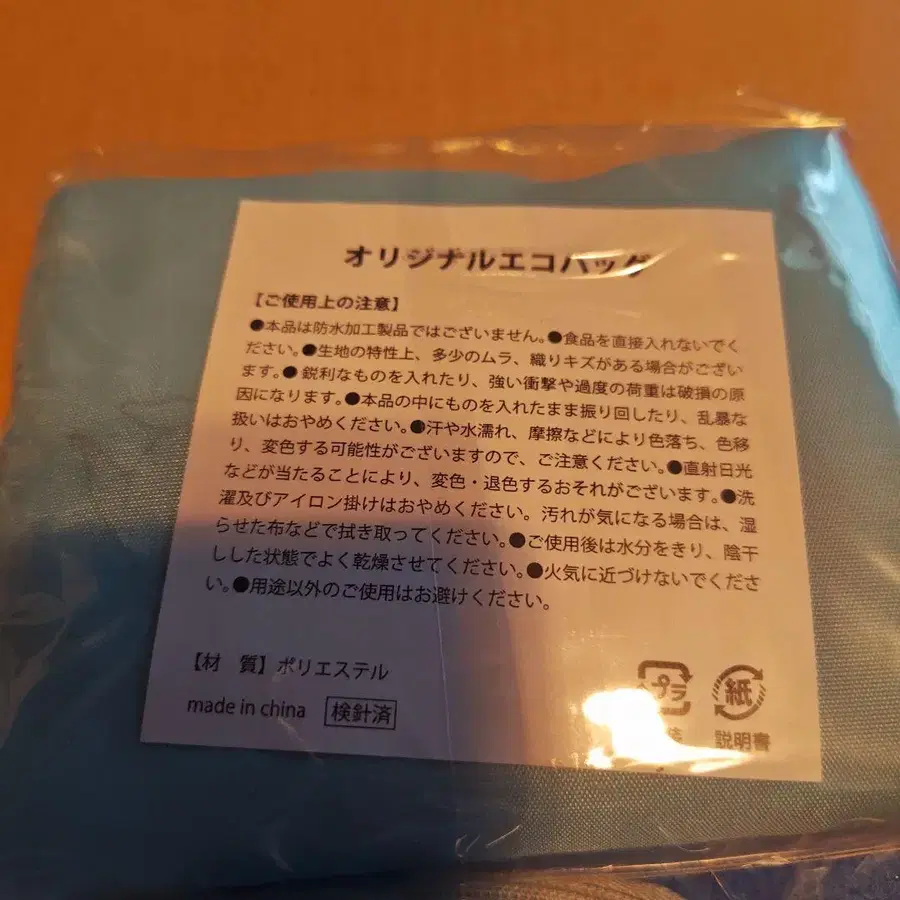 オリジナルエコバッグ
【ご使用上の注意】
●本品は防水加工製品ではございません。●食品を直接入れないでく
ださい。●生地の特性上、多少のムラ、織りキズがある場合がござい
ます。●鋭利なものを入れたり、強い衝撃や過度の荷重は破損の原
因になります。●本品の中にものを入れたまま振り回したり、乱暴な
扱いはおやめください。●汗や水濡れ、摩擦などにより色落ち、色移
り、変色する可能性がございますので、ご注意ください。●直射日光
などが当たることにより、変色・退色するおそれがございます。●洗
濯及びアイロン掛けはおやめください。汚れが気になる場合は、湿
らせた布などで拭き取ってください。●ご使用後は水分をきり、陰干
しした状態でよく乾燥させてください。●火気に近づけないでくださ
い。●用途以外のご使用はお避けください。
【材　質】ポリエステル
made in china 検針済
プラ 紙
説明書